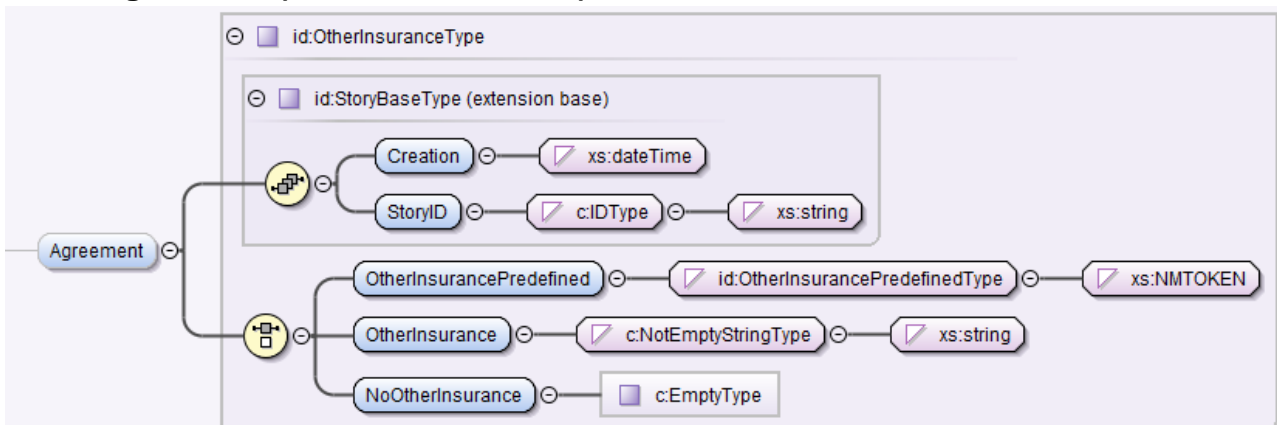 id:OtherInsuranceType
id:StoryBaseType (extension base)
Creation xs:dateTime
StoryID c:IDType xs:string
Agreement
OtherInsurancePredefined id:OtherInsurancePredefinedType xs:NMTOKEN
OtherInsurance c:NotEmptyStringType xs:string
NoOtherInsurance c:EmptyType